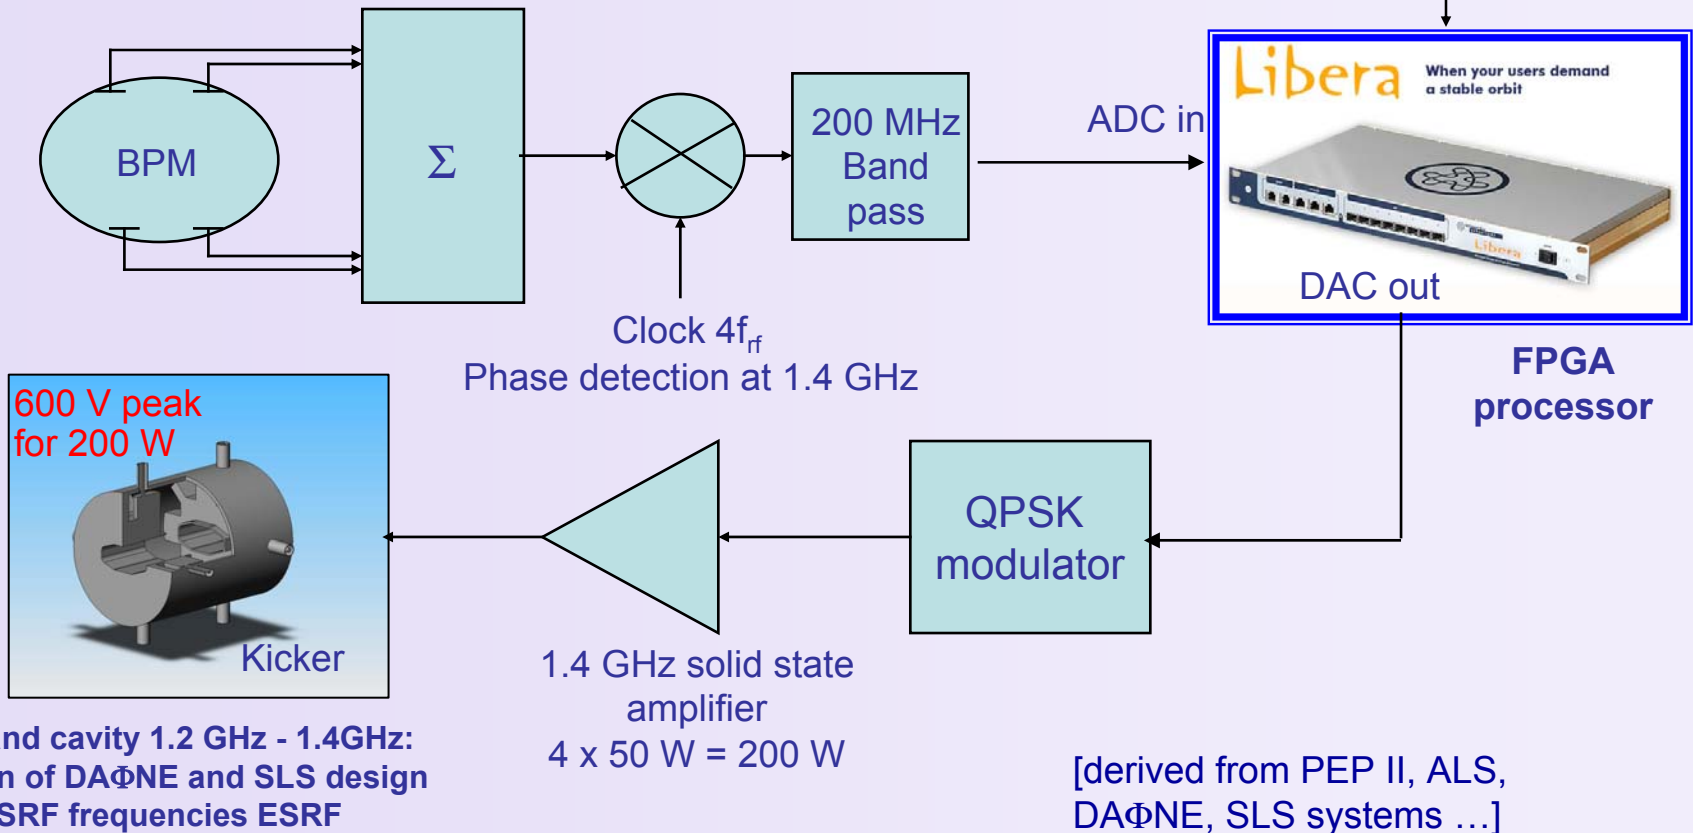 BPM
Σ
200 MHz
Band
pass
ADC in
Libera
When your users demand
a stable orbit
Libera
DAC out
FPGA
processor
Clock 4frf
Phase detection at 1.4 GHz
600 V peak
for 200 W
Kicker
QPSK
modulator
1.4 GHz solid state
amplifier
4 x 50 W = 200 W
and cavity 1.2 GHz - 1.4GHz:
of DAΦNE and SLS design
frequencies ESRF
[derived from PEP II, ALS,
DAΦNE, SLS systems …]